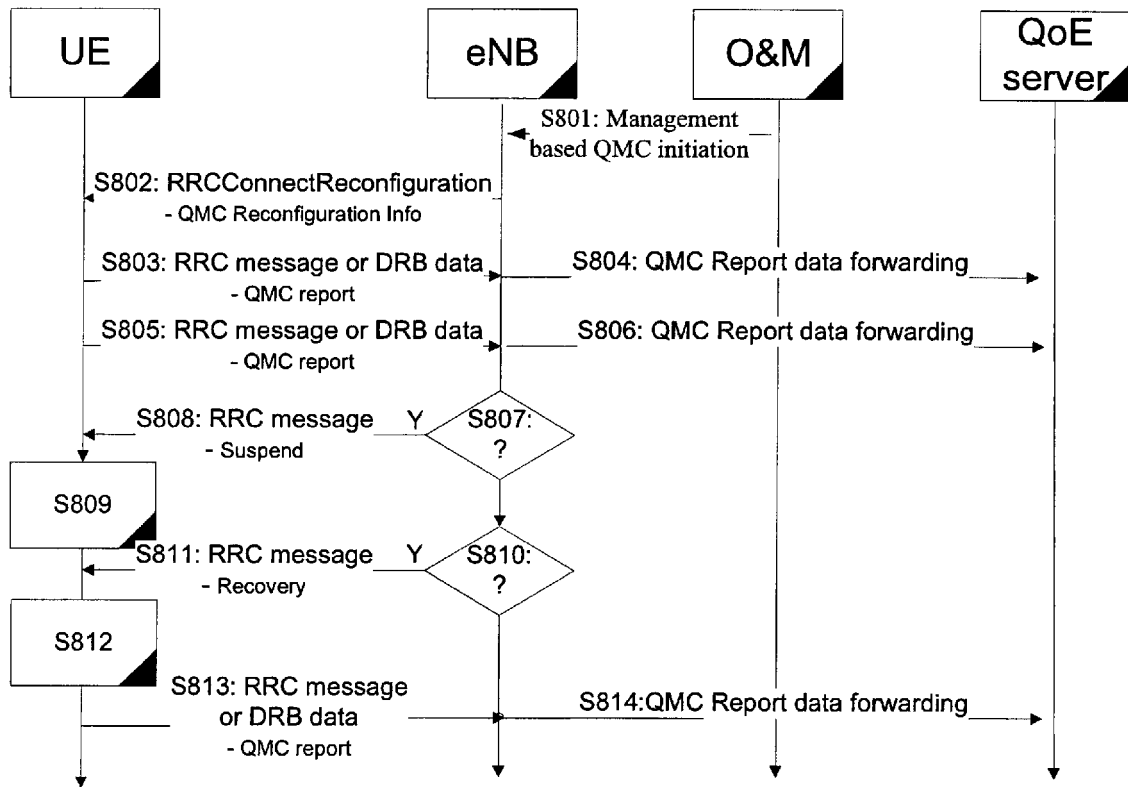 UE
eNB
O&M
QoE
server
S801: Management
based QMC initiation
S802: RRCConnectReconfiguration
- QMC Reconfiguration Info
S803: RRC message or DRB data
- QMC report
S804: QMC Report data forwarding
S805: RRC message or DRB data
- QMC report
S806: QMC Report data forwarding
S808: RRC message
- Suspend
Y
S807:
?
S809
S811: RRC message
- Recovery
Y
S810:
?
S812
S813: RRC message
or DRB data
- QMC report
S814:QMC Report data forwarding